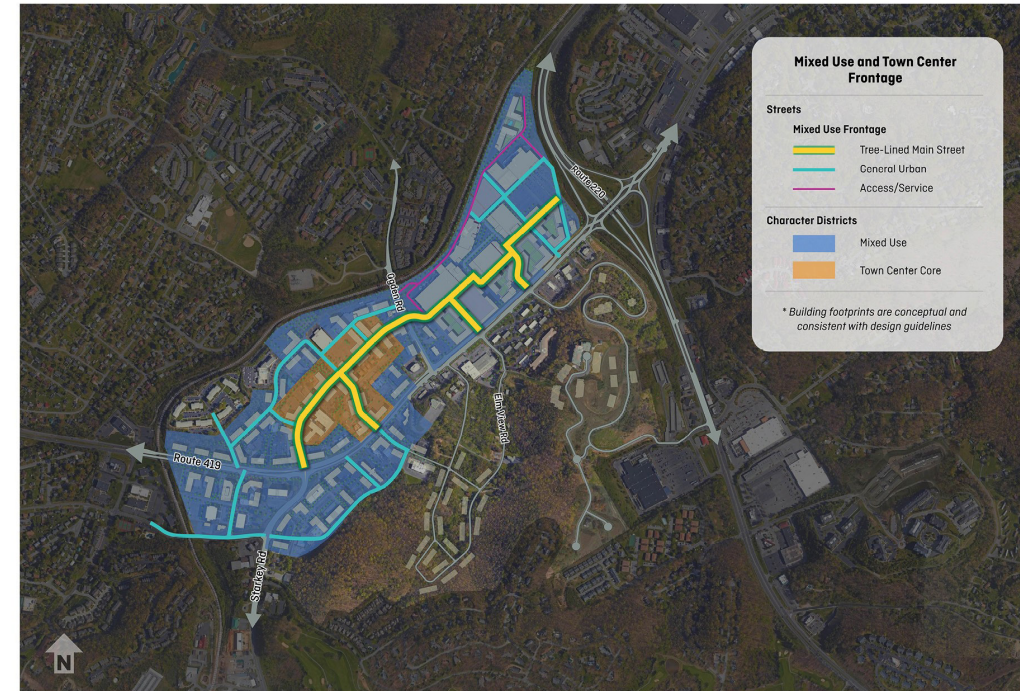 Mixed Use and Town Center
Frontage
Streets
Mixed Use Frontage
Tree-Lined Main Street
General Urban
Access/Service
Character Districts
Mixed Use
Town Center Core
* Building footprints are conceptual and
consistent with design guidelines
Route 220
Ogden Rd
Elm View Rd
Route 419
Starkey Rd
N